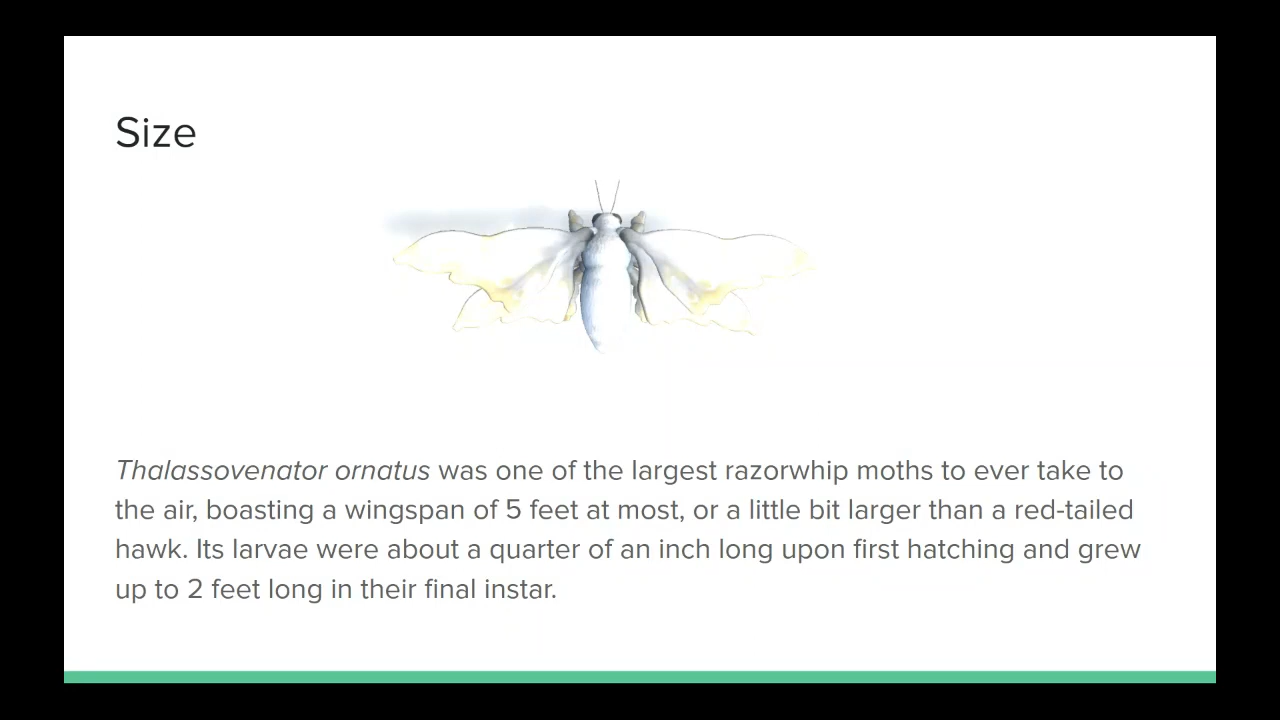 Size
Thalassovenator ornatus was one of the largest razorwhip moths to ever take to
the air, boasting a wingspan of 5 feet at most, or a little bit larger than a red-tailed
hawk. Its larvae were about a quarter of an inch long upon first hatching and grew
up to 2 feet long in their final instar.